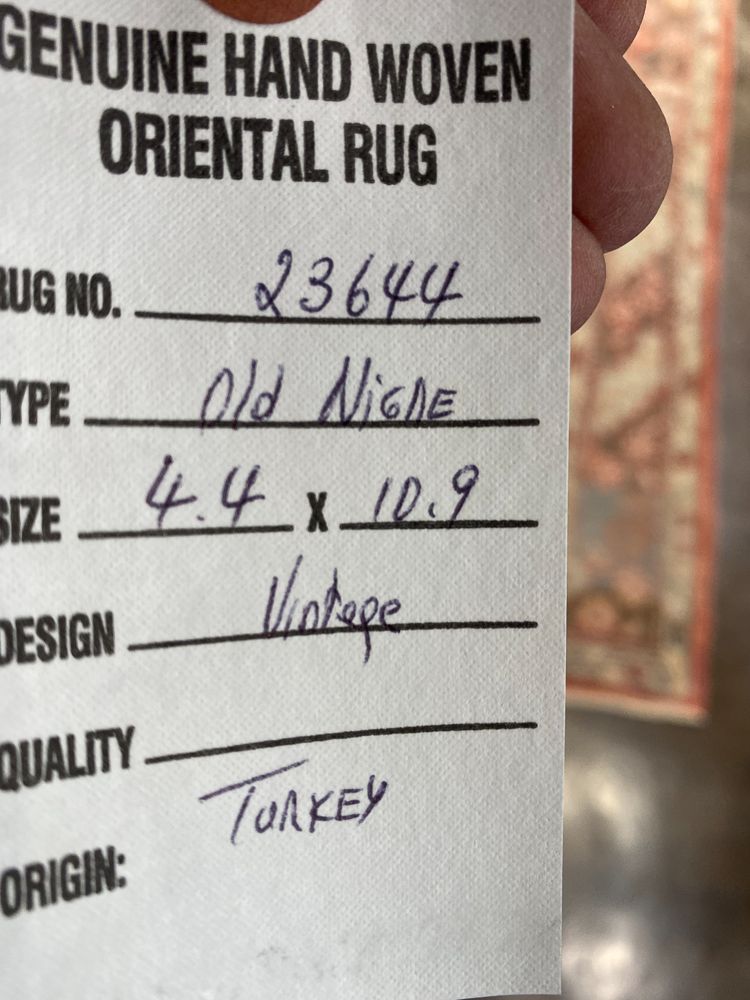 GENUINE HAND WOVEN
ORIENTAL RUG
RUG NO. 23644
TYPE Old NiGDE
SIZE 4.4 X 10.9
DESIGN Vintage
QUALITY
ORIGIN: TURKEY